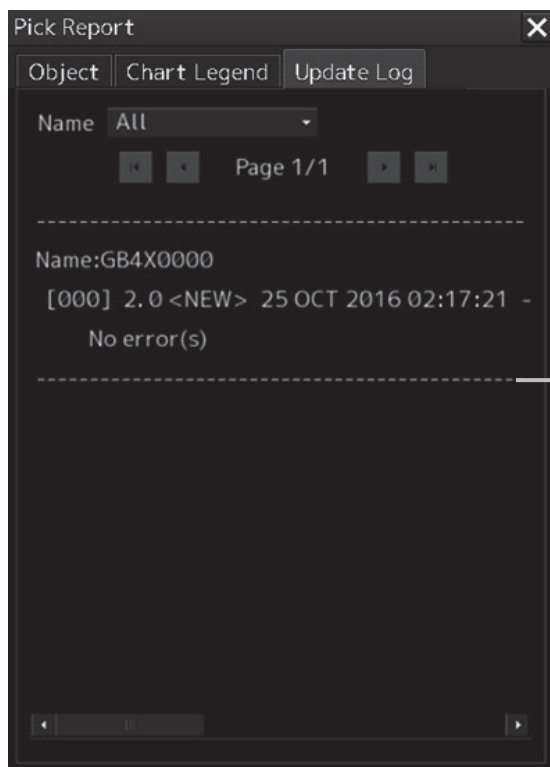 Pick Report
Object Chart Legend Update Log
Name All
Page 1/1
Name:GB4X0000
[000] 2.0 <NEW> 25 OCT 2016 02:17:21 -
No error(s)